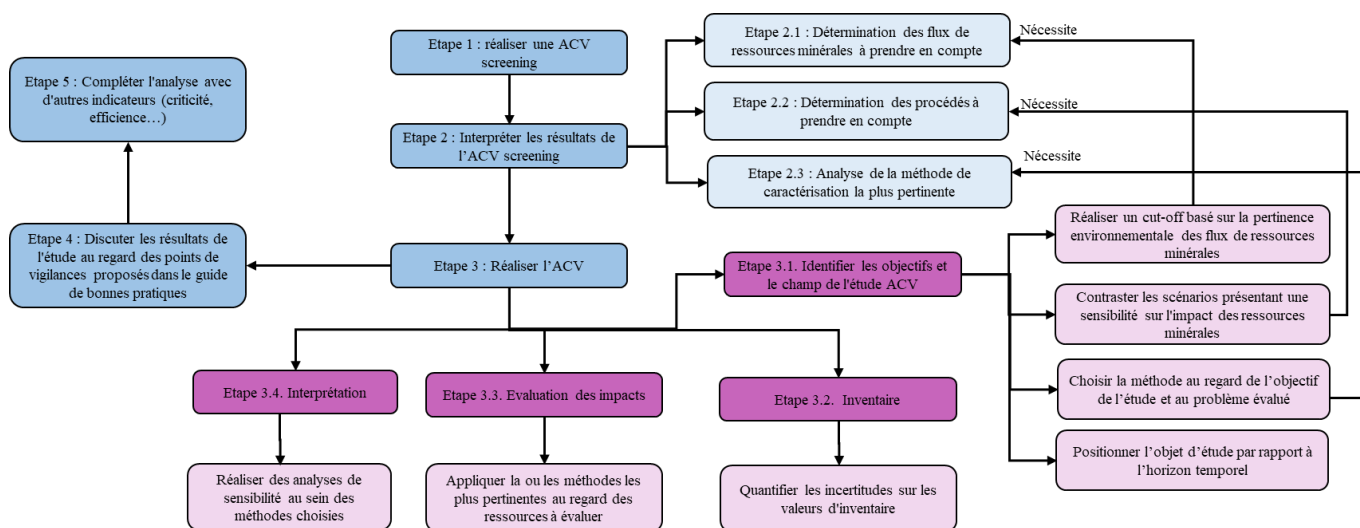 Etape 1 : réaliser une ACV
screening
Etape 2.1 : Détermination des flux de
ressources minérales à prendre en compte
Nécessite
Etape 5 : Compléter l'analyse avec
d'autres indicateurs (criticité,
efficience…)
Etape 2.2 : Détermination des procédés à
prendre en compte
Nécessite
Etape 2 : Interpréter les résultats de
l’ACV screening
Etape 2.3 : Analyse de la méthode de
caractérisation la plus pertinente
Nécessite
Etape 4 : Discuter les résultats de
l'étude au regard des points de
vigilances proposés dans le guide
de bonnes pratiques
Etape 3 : Réaliser l’ACV
Etape 3.1. Identifier les objectifs et
le champ de l'étude ACV
Réaliser un cut-off basé sur la pertinence
environnementale des flux de ressources
minérales
Contraster les scénarios présentant une
sensibilité sur l'impact des ressources
minérales
Choisir la méthode au regard de l’objectif
de l’étude et au problème évalué
Positionner l’objet d’étude par rapport à
l’horizon temporel
Etape 3.4. Interprétation
Etape 3.3. Evaluation des impacts
Etape 3.2. Inventaire
Réaliser des analyses de
sensibilité au sein des
méthodes choisies
Appliquer la ou les méthodes les
plus pertinentes au regard des
ressources à évaluer
Quantifier les incertitudes sur les
valeurs d'inventaire